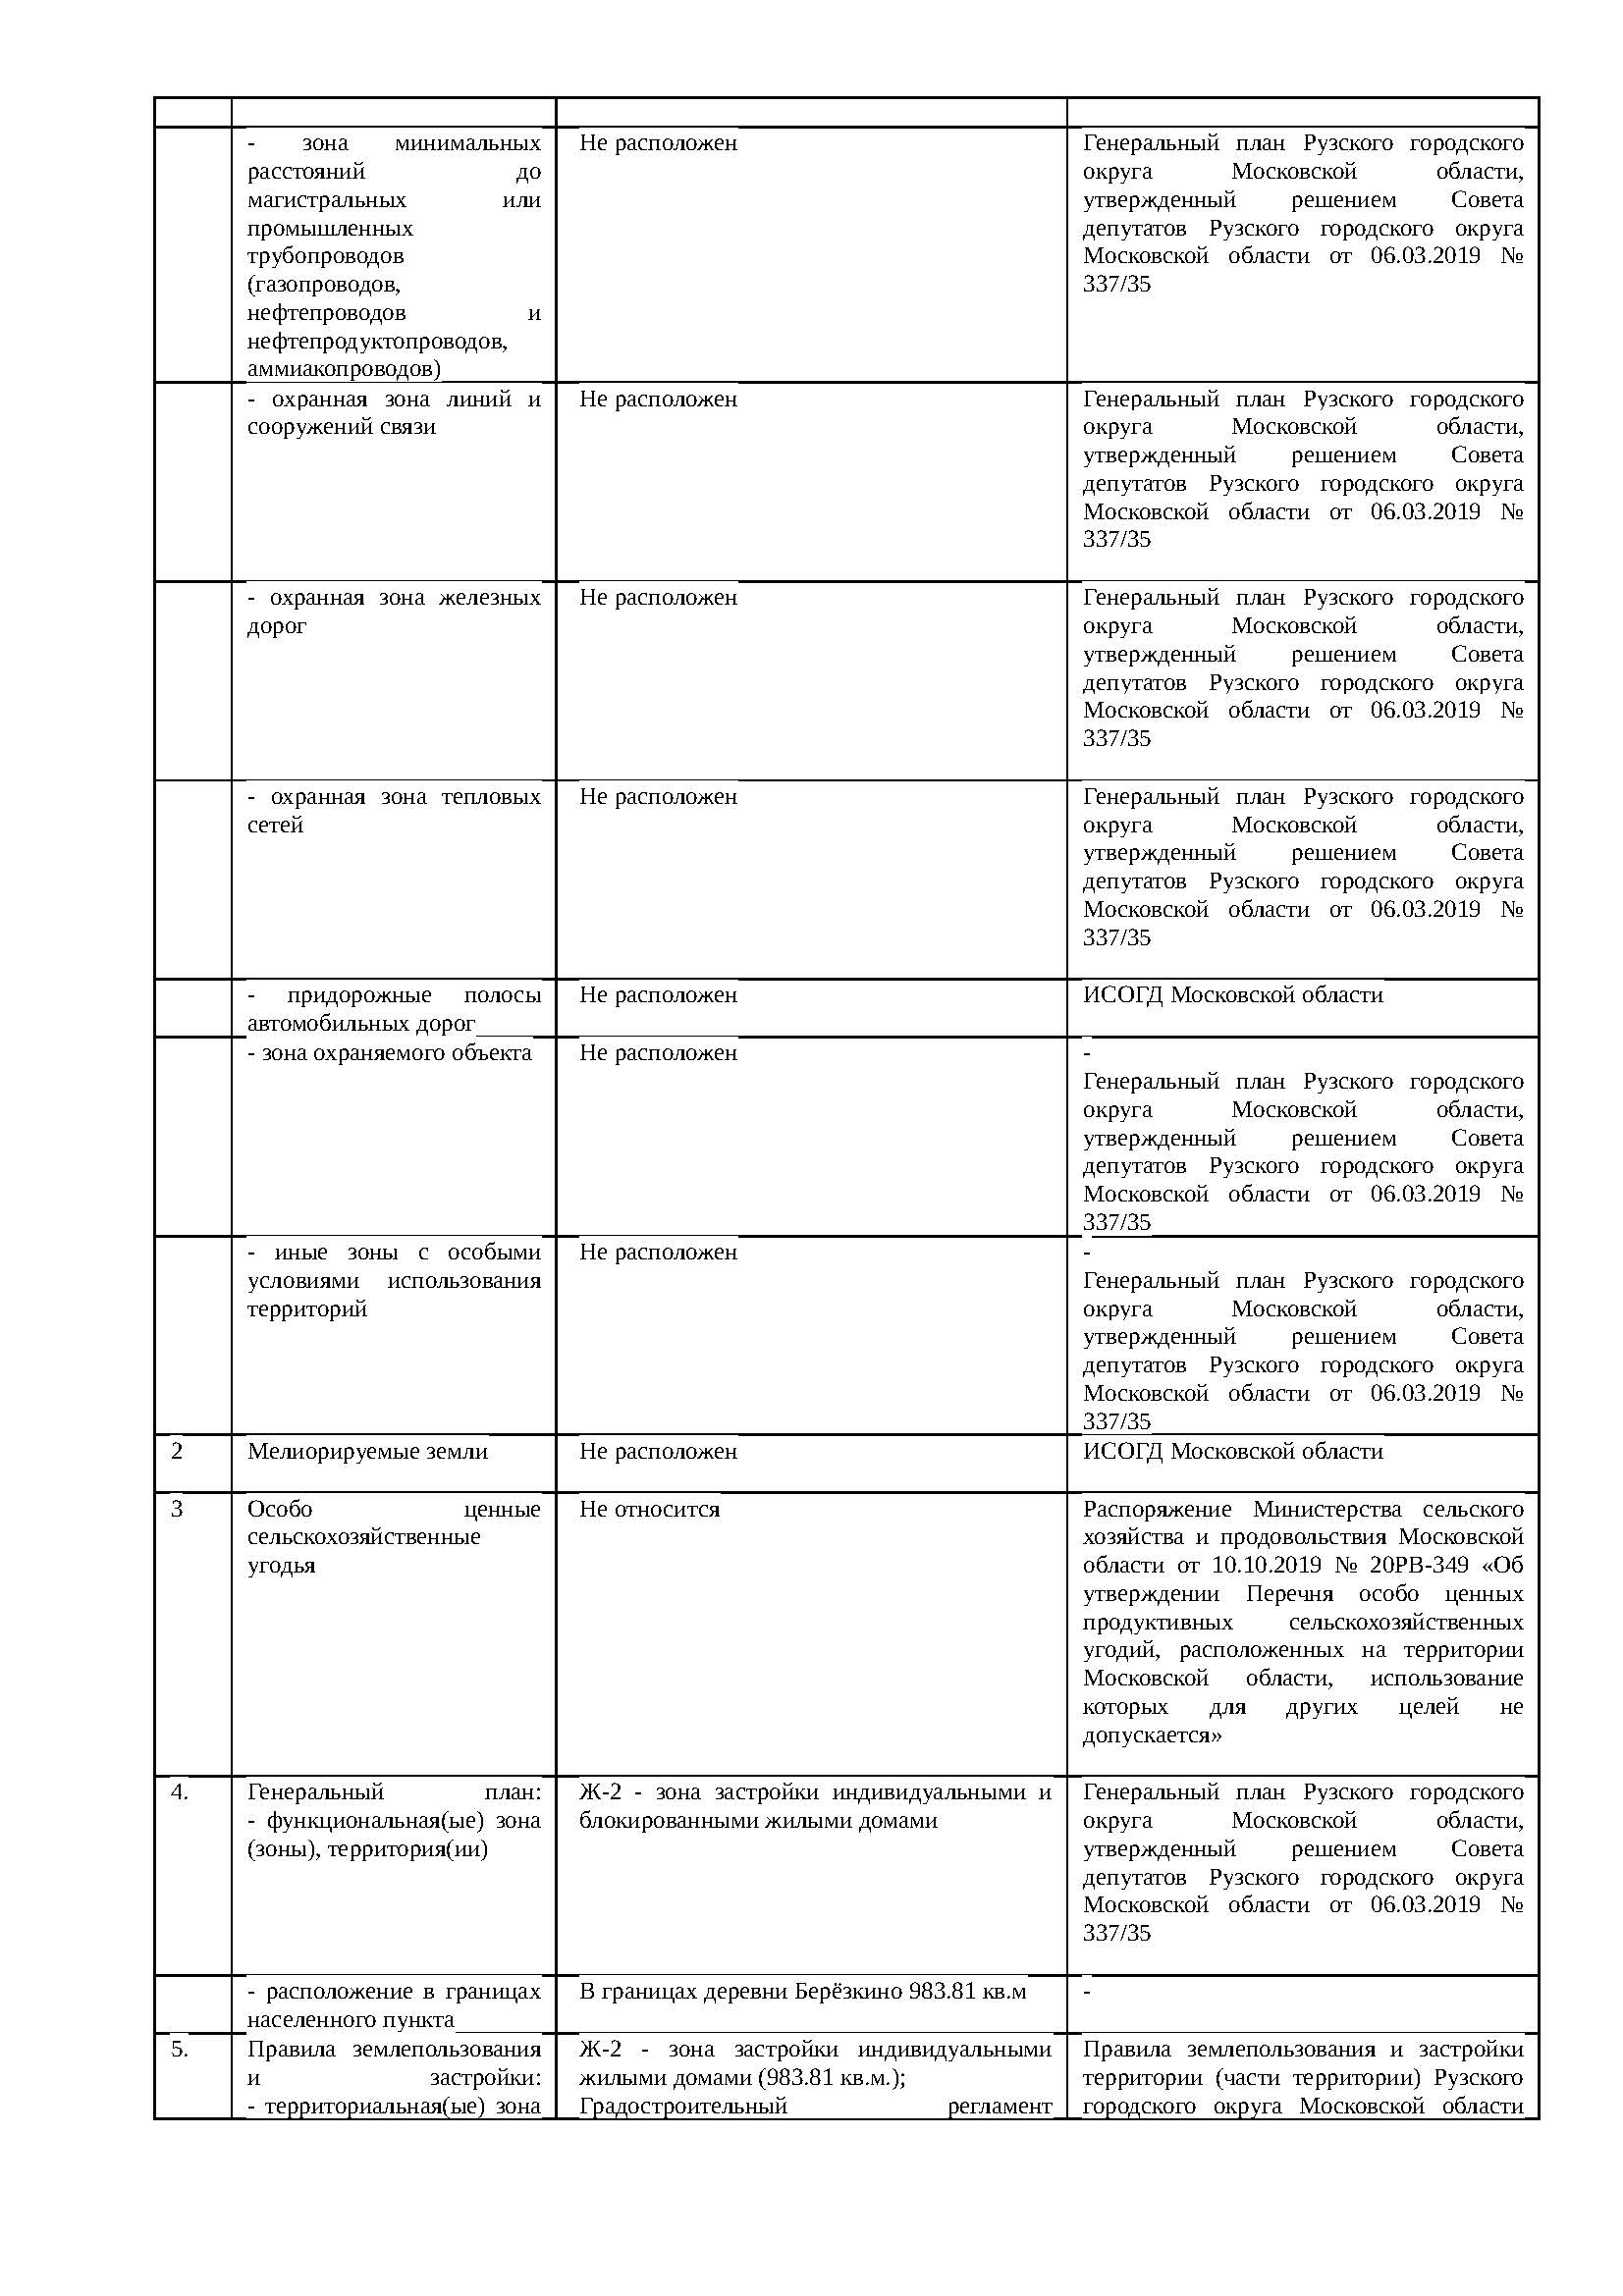 - зона минимальных
расстояний до
магистральных или
промышленных
трубопроводов
(газопроводов,
нефтепроводов и
нефтепродуктопроводов,
аммиакопроводов)
Не расположен
Генеральный план Рузского городского
округа Московской области,
утвержденный решением Совета
депутатов Рузского городского округа
Московской области от 06.03.2019 №
337/35
- охранная зона линий и
сооружений связи
Не расположен
Генеральный план Рузского городского
округа Московской области,
утвержденный решением Совета
депутатов Рузского городского округа
Московской области от 06.03.2019 №
337/35
- охранная зона железных
дорог
Не расположен
Генеральный план Рузского городского
округа Московской области,
утвержденный решением Совета
депутатов Рузского городского округа
Московской области от 06.03.2019 №
337/35
- охранная зона тепловых
сетей
Не расположен
Генеральный план Рузского городского
округа Московской области,
утвержденный решением Совета
депутатов Рузского городского округа
Московской области от 06.03.2019 №
337/35
- придорожные полосы
автомобильных дорог
Не расположен
ИСОГД Московской области
- зона охраняемого объекта
Не расположен
-
Генеральный план Рузского городского
округа Московской области,
утвержденный решением Совета
депутатов Рузского городского округа
Московской области от 06.03.2019 №
337/35
- иные зоны с особыми
условиями использования
территорий
Не расположен
-
Генеральный план Рузского городского
округа Московской области,
утвержденный решением Совета
депутатов Рузского городского округа
Московской области от 06.03.2019 №
337/35
2
Мелиорируемые земли
Не расположен
ИСОГД Московской области
3
Особо ценные
сельскохозяйственные
угодья
Не относится
Распоряжение Министерства сельского
хозяйства и продовольствия Московской
области от 10.10.2019 № 20РВ-349 «Об
утверждении Перечня особо ценных
продуктивных сельскохозяйственных
угодий, расположенных на территории
Московской области, использование
которых для других целей не
допускается»
4.
Генеральный план:
- функциональная(ые) зона
(зоны), территория(ии)
Ж-2 - зона застройки индивидуальными и
блокированными жилыми домами
Генеральный план Рузского городского
округа Московской области,
утвержденный решением Совета
депутатов Рузского городского округа
Московской области от 06.03.2019 №
337/35
- расположение в границах
населенного пункта
В границах деревни Берёзкино 983.81 кв.м
-
5.
Правила землепользования
и застройки:
- территориальная(ые) зона
Ж-2 - зона застройки индивидуальными
жилыми домами (983.81 кв.м.);
Градостроительный регламент
Правила землепользования и застройки
территории (части территории) Рузского
городского округа Московской области